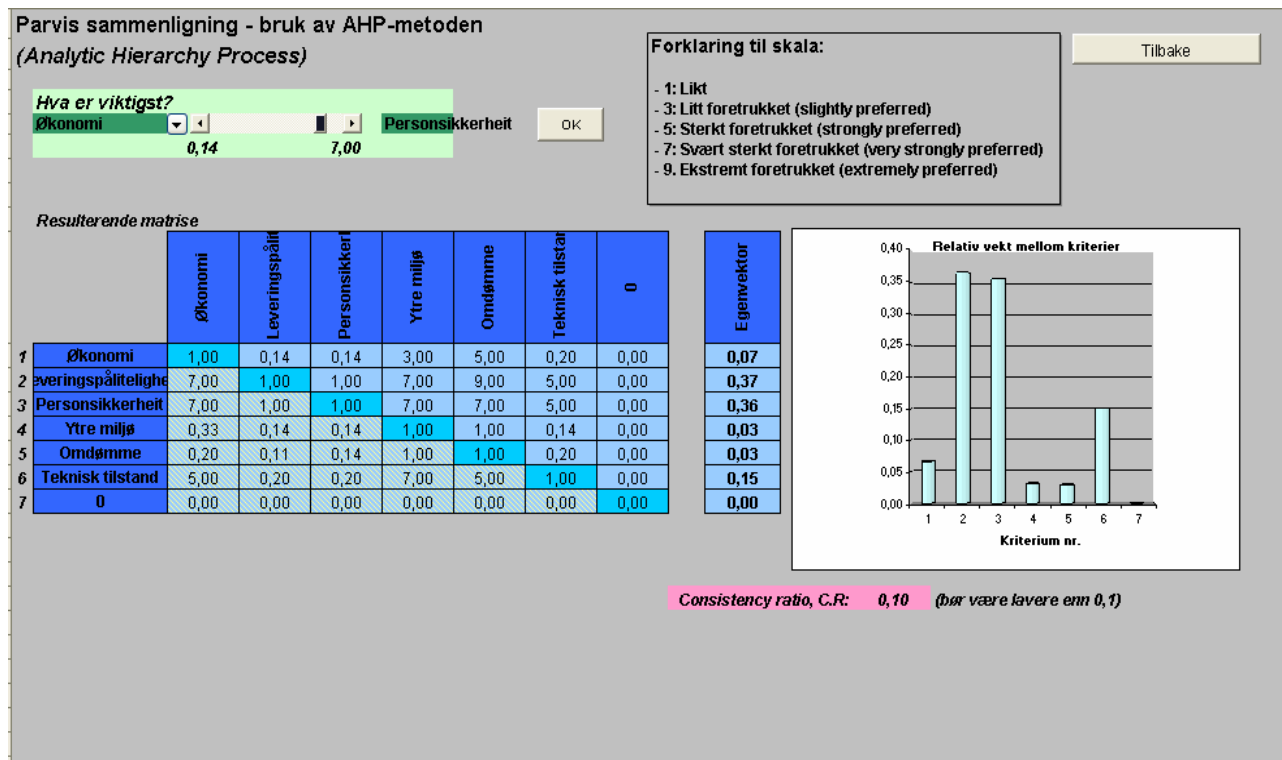 Parvis sammenligning - bruk av AHP-metoden
(Analytic Hierarchy Process)
Tilbake
Forklaring til skala:
- 1: Likt
- 3: Litt foretrukket (slightly preferred)
- 5: Sterkt foretrukket (strongly preferred)
- 7: Svært sterkt foretrukket (very strongly preferred)
- 9. Ekstremt foretrukket (extremely preferred)
Hva er viktigst?
Økonomi Personsikkerheit OK
0,14 7,00
Resulterende matrise
Økonomi Leveringspålit Personsikkerl Ytre miljø Omdømme Teknisk tilstar 0 Egenvektor
1 Økonomi 1,00 0,14 0,14 3,00 5,00 0,20 0,00 0,07
2 everingspålitelighe 7,00 1,00 1,00 7,00 9,00 5,00 0,00 0,37
3 Personsikkerheit 7,00 1,00 1,00 7,00 7,00 5,00 0,00 0,36
4 Ytre miljø 0,33 0,14 0,14 1,00 1,00 0,14 0,00 0,03
5 Omdømme 0,20 0,11 0,14 1,00 1,00 0,20 0,00 0,03
6 Teknisk tilstand 5,00 0,20 0,20 7,00 5,00 1,00 0,00 0,15
7 0 0,00 0,00 0,00 0,00 0,00 0,00 0,00 0,00
Relativ vekt mellom kriterier
0,40
0,35
0,30
0,25
0,20
0,15
0,10
0,05
0,00
1 2 3 4 5 6 7
Kriterium nr.
Consistency ratio, C.R: 0,10 (bør være lavere enn 0,1)